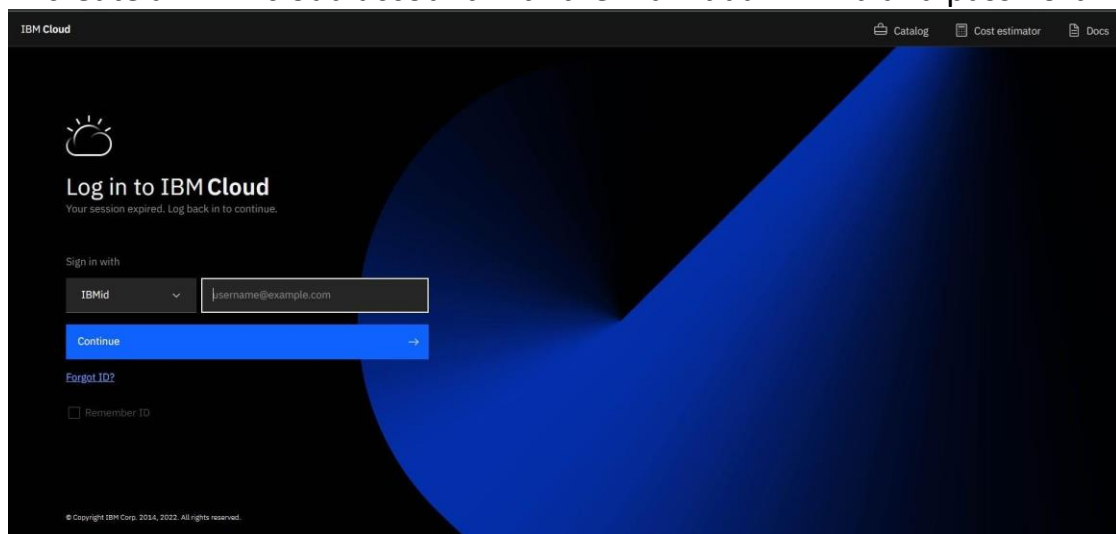 IBM Cloud
Catalog
Cost estimator
Docs
Log in to IBM Cloud
Your session expired. Log back in to continue.
Sign in with
IBMid
username@example.com
Continue
Forgot ID?
Remember ID
© Copyright IBM Corp. 2014, 2022. All rights reserved.